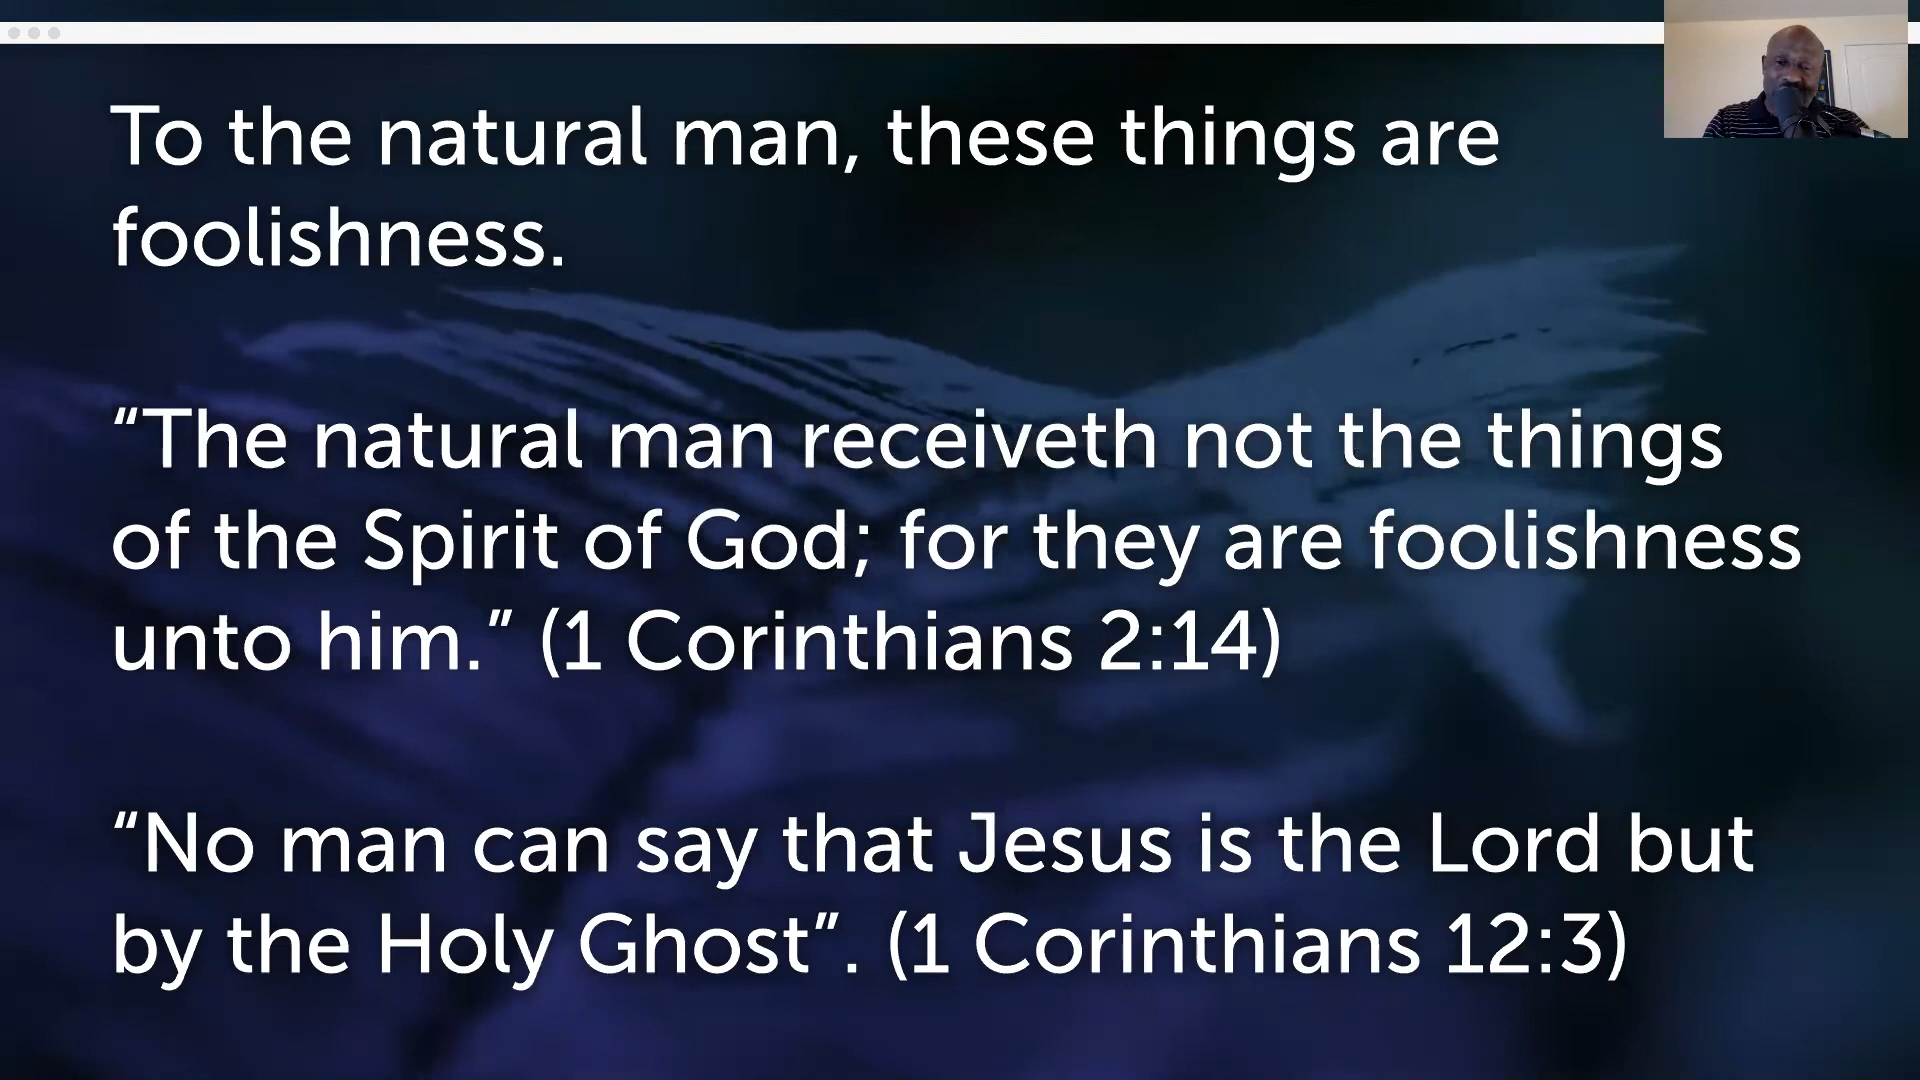 To the natural man, these things are
foolishness.
“The natural man receiveth not the things
of the Spirit of God; for they are foolishness
unto him.” (1 Corinthians 2:14)
“No man can say that Jesus is the Lord but
by the Holy Ghost”. (1 Corinthians 12:3)